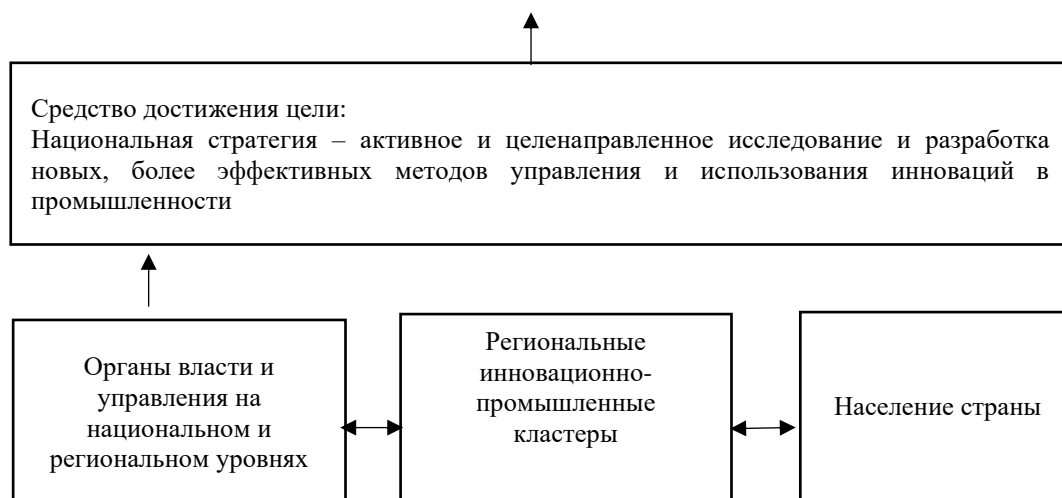 Средство достижения цели:
Национальная стратегия – активное и целенаправленное исследование и разработка
новых, более эффективных методов управления и использования инноваций в
промышленности
Органы власти и
управления на
национальном и
региональном уровнях
Региональные
инновационно-
промышленные
кластеры
Население страны